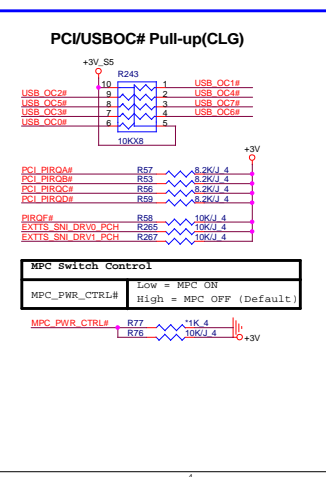 PCI/USBOC# Pull-up(CLG)
+3V_S5
R243
10 1 USB_OC1#
USB_OC2# 9 2 USB_OC4#
USB_OC5# 8 3 USB_OC7#
USB_OC3# 7 4 USB_OC6#
USB_OC0# 6 5
10KX8
+3V
PCI_PIRQA# R57 8.2K/J_4
PCI_PIRQB# R53 8.2K/J_4
PCI_PIRQC# R56 8.2K/J_4
PCI_PIRQD# R59 8.2K/J_4
PIRQF# R58 10K/J_4
EXTTS_SNI_DRV0_PCH R265 10K/J_4
EXTTS_SNI_DRV1_PCH R267 10K/J_4
MPC Switch Control
MPC_PWR_CTRL#
Low = MPC ON
High = MPC OFF (Default)
MPC_PWR_CTRL# R77 *1K_4
R76 10K/J_4
+3V